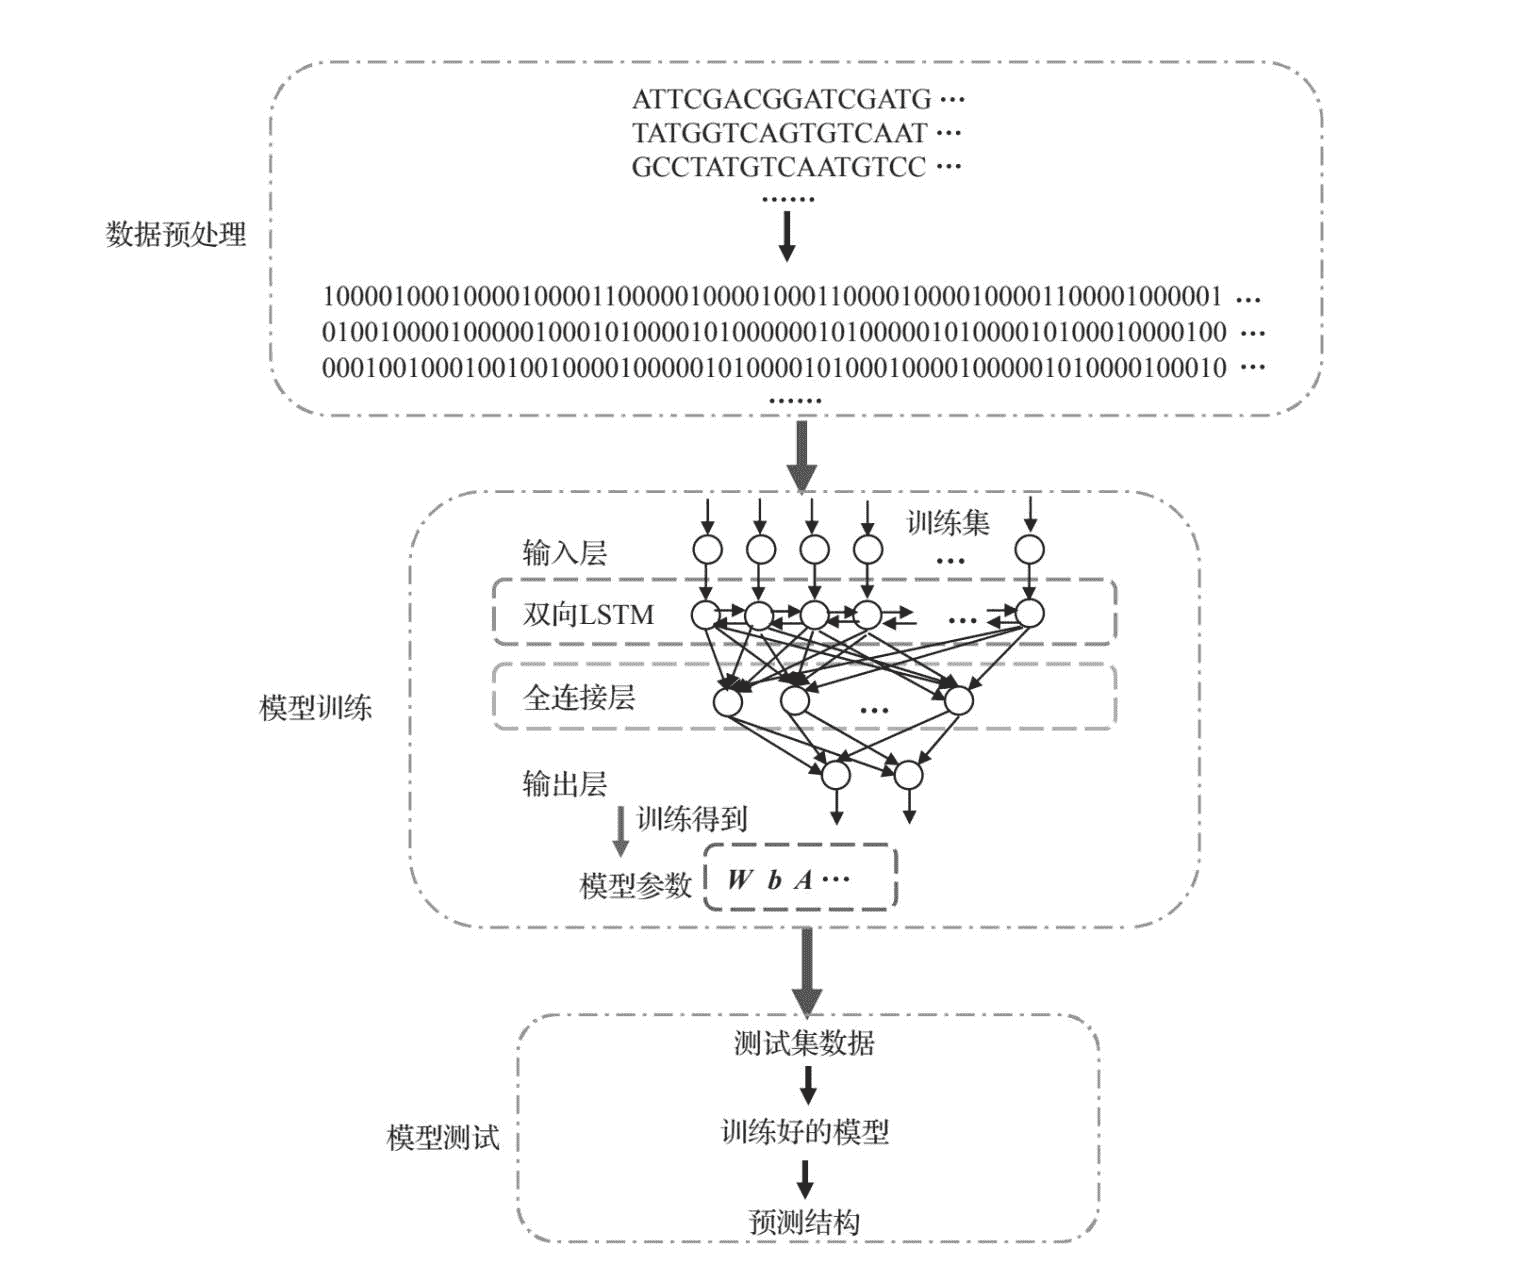 ATTCGACGGATCGATG …
TATGGTCAGTGTCAAT …
GCCTATGTCAATGTCC …
……
数据预处理
1000010001000010000110000010000100011000010000100001100001000001 …
0100100001000001000101000010100000010100000101000010100010000100 …
0001001000100100100001000001010000101000100001000001010000100010 …
……
训练集
输入层
…
双向LSTM
…
全连接层
…
模型训练
输出层
训练得到
模型参数
W b A …
测试集数据
训练好的模型
模型测试
预测结构